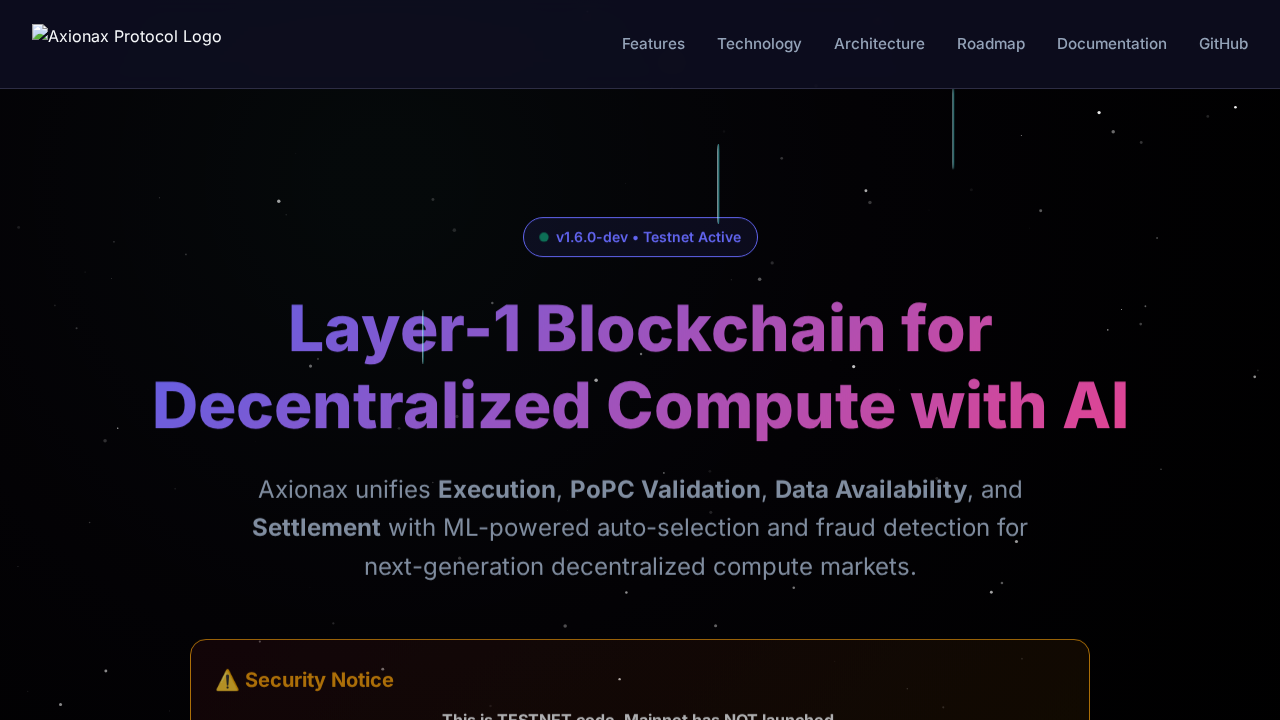 Axionax Protocol Logo
Features
Technology
Architecture
Roadmap
Documentation
GitHub
v1.6.0-dev • Testnet Active
Layer-1 Blockchain for
Decentralized Compute with AI
Axionax unifies Execution, PoPC Validation, Data Availability, and
Settlement with ML-powered auto-selection and fraud detection for
next-generation decentralized compute markets.
⚠️ Security Notice
This is TESTNET code. Mainnet has NOT launched.